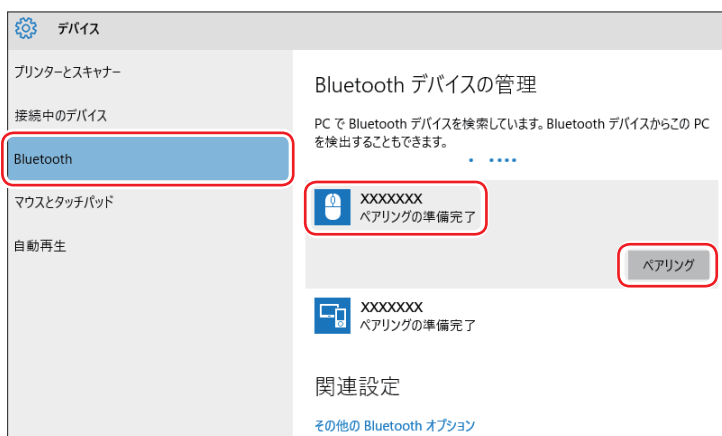 デバイス
プリンターとスキャナー
接続中のデバイス
Bluetooth
マウスとタッチパッド
自動再生
Bluetooth デバイスの管理
PC で Bluetooth デバイスを検索しています。Bluetooth デバイスからこの PC
を検出することもできます。
XXXXXXX
ペアリングの準備完了
ペアリング
XXXXXXX
ペアリングの準備完了
関連設定
その他の Bluetooth オプション